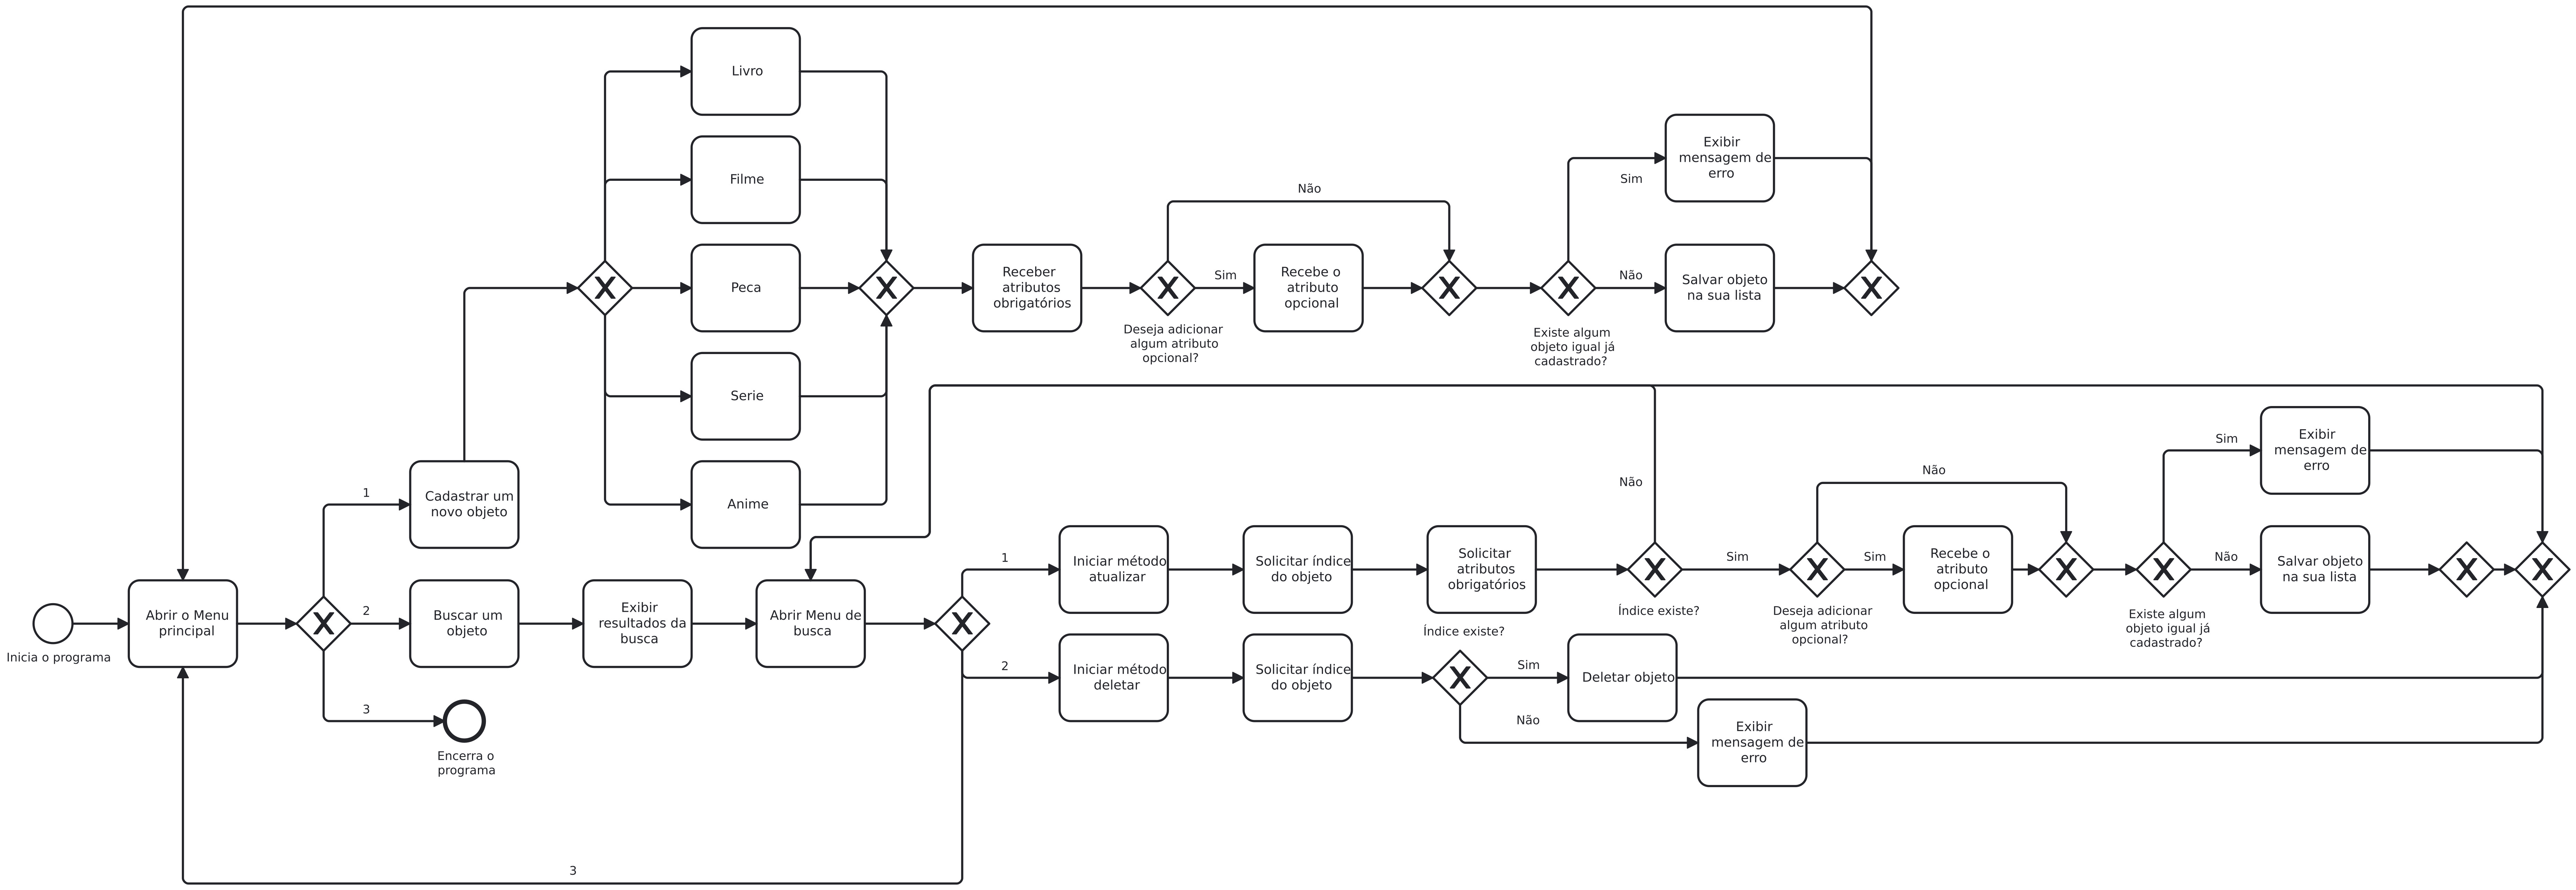 Livro
Filme
Peca
Serie
Anime
Receber
atributos
obrigatórios
Deseja adicionar
algum atributo
opcional?
Não
Sim
Recebe o
atributo
opcional
Existe algum
objeto igual já
cadastrado?
Sim
Não
Exibir
mensagem de
erro
Salvar objeto
na sua lista
Inicia o programa
Abrir o Menu
principal
1
2
3
Cadastrar um
novo objeto
Buscar um
objeto
Encerra o
programa
Exibir
resultados da
busca
Abrir Menu de
busca
1
2
3
Iniciar método
atualizar
Solicitar índice
do objeto
Solicitar
atributos
obrigatórios
Não
Índice existe?
Sim
Deseja adicionar
algum atributo
opcional?
Não
Sim
Recebe o
atributo
opcional
Existe algum
objeto igual já
cadastrado?
Sim
Não
Exibir
mensagem de
erro
Salvar objeto
na sua lista
Iniciar método
deletar
Solicitar índice
do objeto
Índice existe?
Sim
Não
Deletar objeto
Exibir
mensagem de
erro